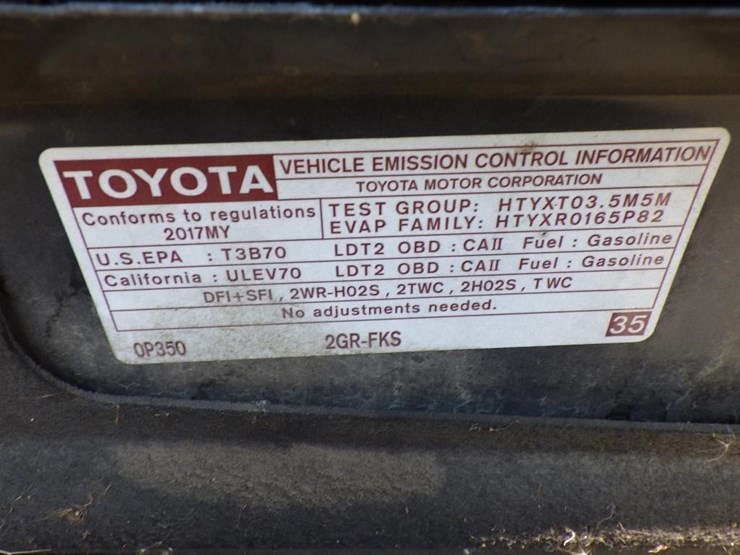 TOYOTA
VEHICLE EMISSION CONTROL INFORMATION
TOYOTA MOTOR CORPORATION
Conforms to regulations
2017MY
TEST GROUP: HTYXT03.5M5M
EVAP FAMILY: HTYXR0165P82
U.S.EPA : T3B70 LDT2 OBD : CAII Fuel : Gasoline
California : ULEV70 LDT2 OBD : CAII Fuel : Gasoline
DFI+SFI, 2WR-HO2S, 2TWC, 2HO2S, TWC
No adjustments needed.
0P350 2GR-FKS 35